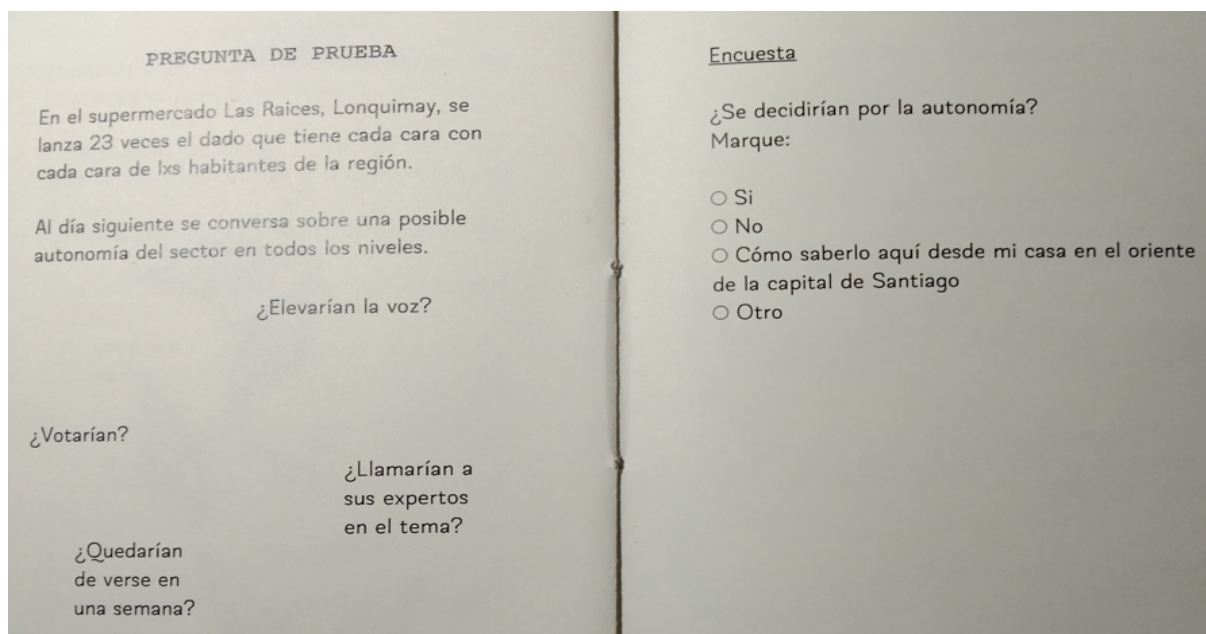 PREGUNTA DE PRUEBA
En el supermercado Las Raices, Lonquimay, se
lanza 23 veces el dado que tiene cada cara con
cada cara de lxs habitantes de la región.
Al día siguiente se conversa sobre una posible
autonomía del sector en todos los niveles.
¿Elevarían la voz?
¿Votarían?
¿Llamarían a
sus expertos
en el tema?
¿Quedarían
de verse en
una semana?
Encuesta
¿Se decidirían por la autonomía?
Marque:
○ Si
○ No
○ Cómo saberlo aquí desde mi casa en el oriente
de la capital de Santiago
○ Otro